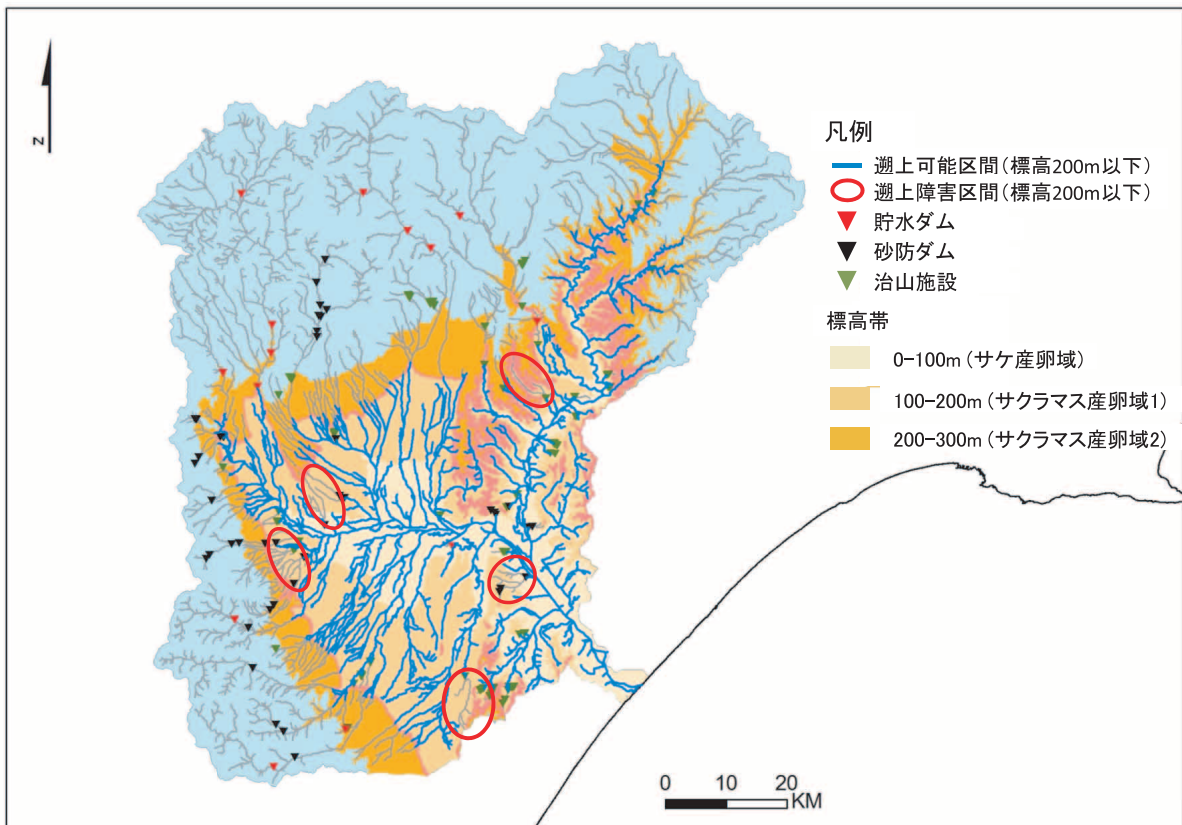 N
凡例
遡上可能区間(標高200m以下)
遡上障害区間(標高200m以下)
貯水ダム
砂防ダム
治山施設
標高帯
0-100m(サケ産卵域)
100-200m(サクラマス産卵域1)
200-300m(サクラマス産卵域2)
0 10 20
KM